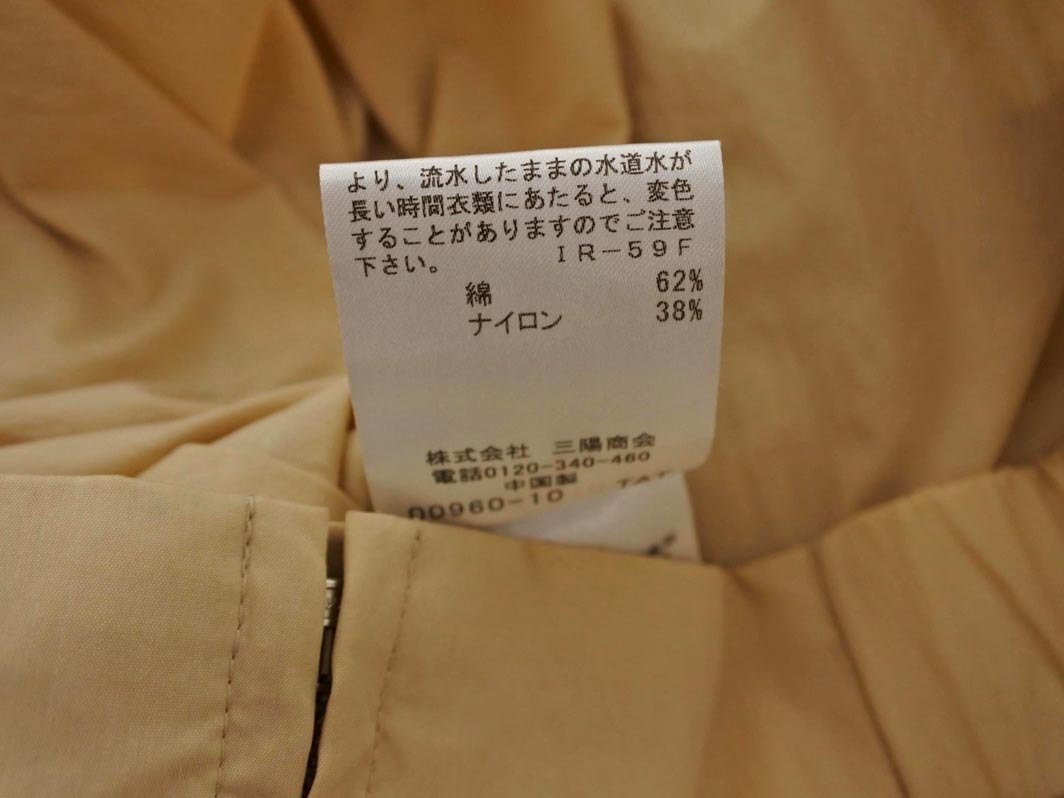 より、流水したままの水道水が
長い時間衣類にあたると、変色
することがありますのでご注意
下さい。 IR-59F
綿 62%
ナイロン 38%
株式会社 三陽商会
電話0120-340-460
中国製
00960-10